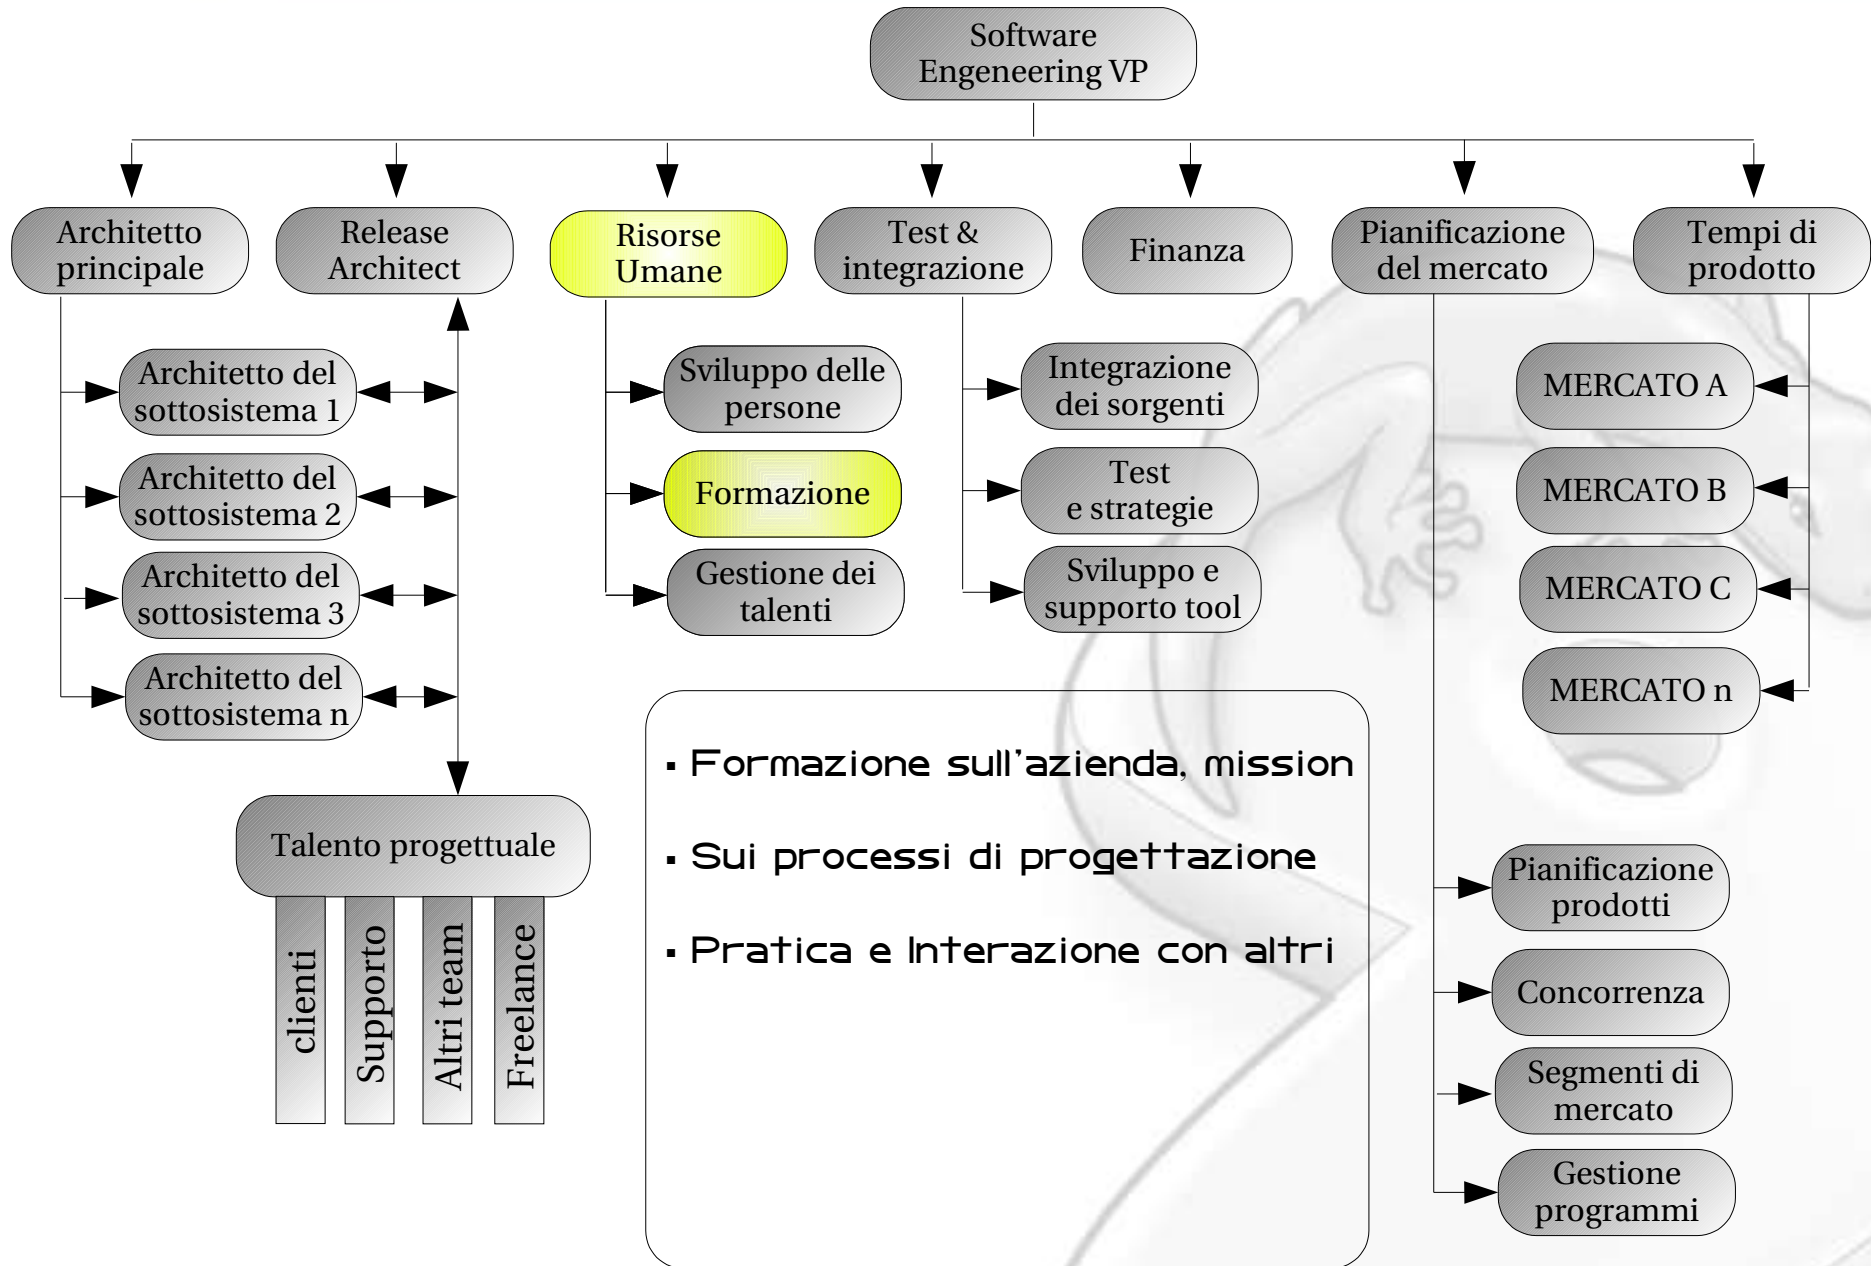 Software
Engeneering VP
Architetto
principale
Release
Architect
Risorse
Umane
Test &
integrazione
Finanza
Pianificazione
del mercato
Tempi di
prodotto
Architetto del
sottosistema 1
Architetto del
sottosistema 2
Architetto del
sottosistema 3
Architetto del
sottosistema n
Sviluppo delle
persone
Formazione
Gestione dei
talenti
Integrazione
dei sorgenti
Test
e strategie
Sviluppo e
supporto tool
MERCATO A
MERCATO B
MERCATO C
MERCATO n
Talento progettuale
clienti
Supporto
Altri team
Freelance
▪ Formazione sull'azienda, mission
▪ Sui processi di progettazione
▪ Pratica e Interazione con altri
Pianificazione
prodotti
Concorrenza
Segmenti di
mercato
Gestione
programmi